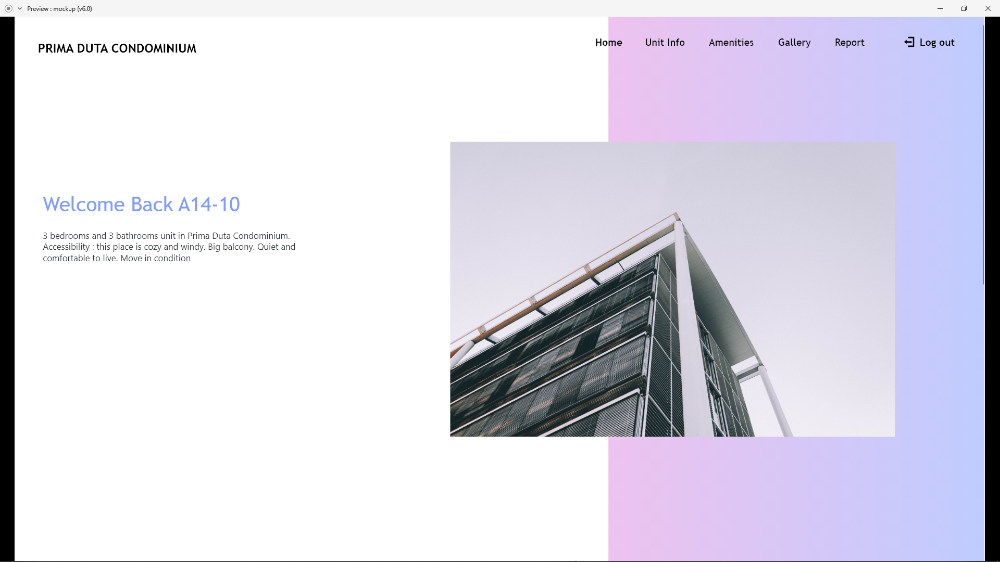 Preview : mockup (v6.0)
PRIMA DUTA CONDOMINIUM
Home Unit Info Amenities Gallery Report Log out
Welcome Back A14-10
3 bedrooms and 3 bathrooms unit in Prima Duta Condominium.
Accessibility : this place is cozy and windy. Big balcony. Quiet and
comfortable to live. Move in condition